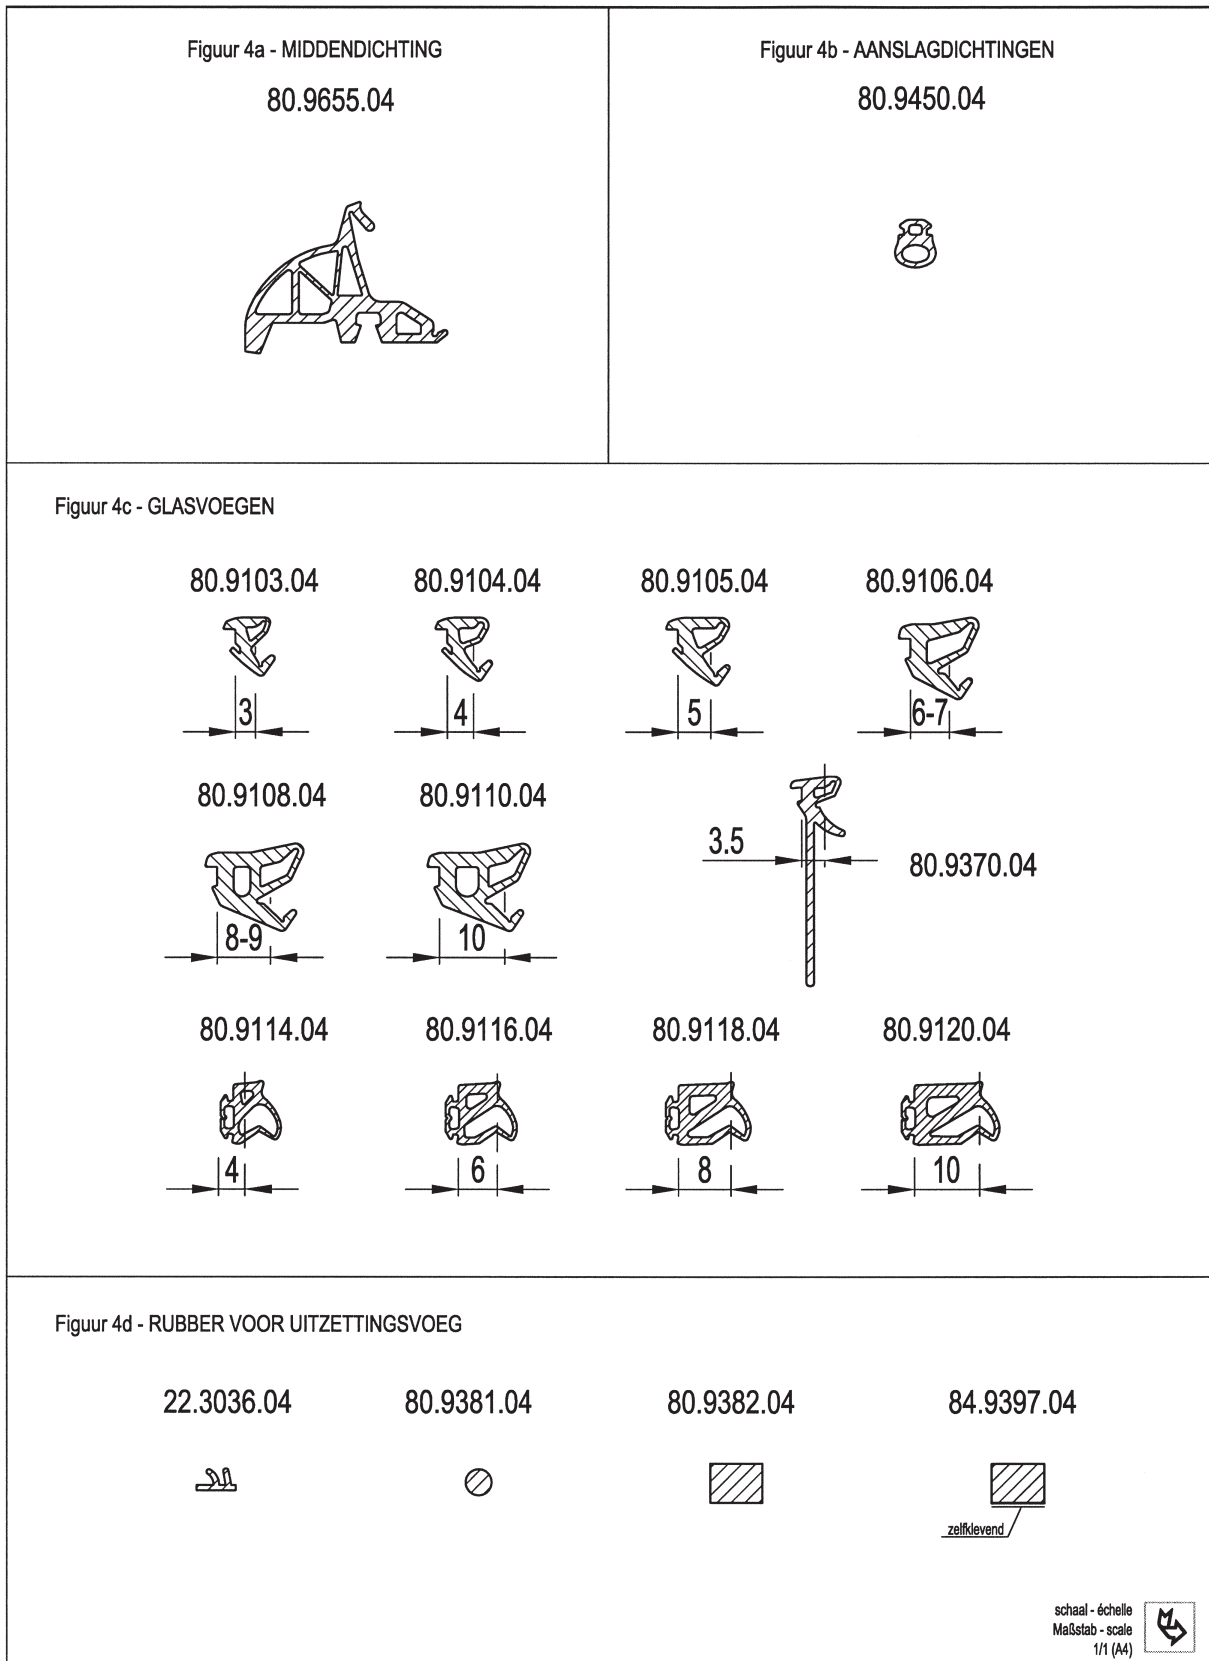 Figuur 4a - MIDDENDICHTING
80.9655.04
Figuur 4b - AANSLAGDICHTINGEN
80.9450.04
Figuur 4c - GLASVOEGEN
80.9103.04 80.9104.04 80.9105.04 80.9106.04
3 4 5 6-7
80.9108.04 80.9110.04
3.5 80.9370.04
8-9 10
80.9114.04 80.9116.04 80.9118.04 80.9120.04
4 6 8 10
Figuur 4d - RUBBER VOOR UITZETTINGSVOEG
22.3036.04 80.9381.04 80.9382.04 84.9397.04
zelfklevend
schaal - échelle
Maßstab - scale
1/1 (A4)